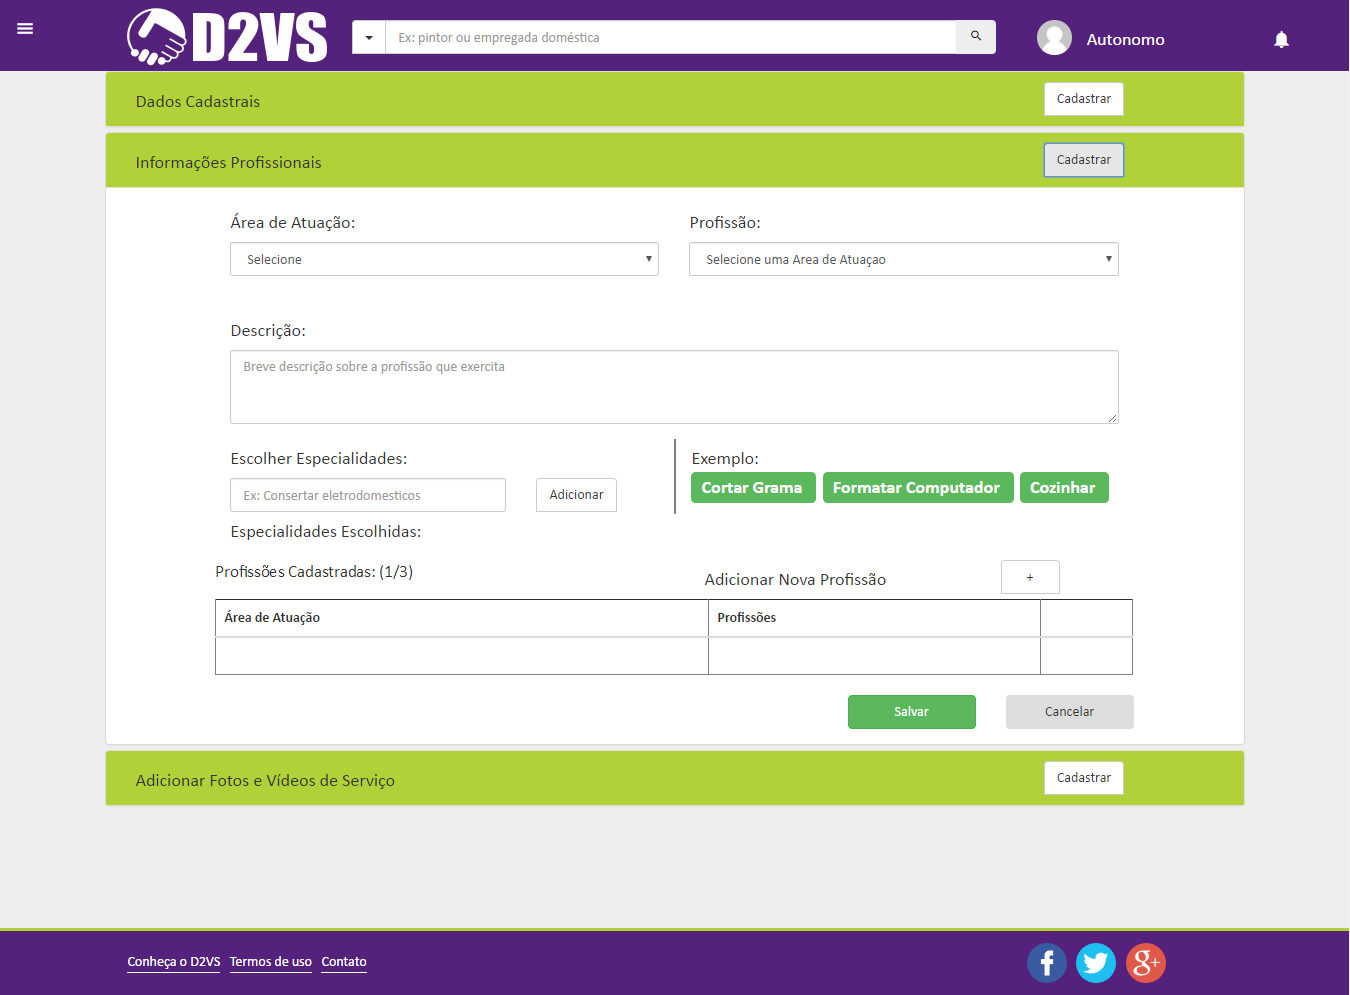 D2VS
Ex: pintor ou empregada doméstica
Autonomo
Dados Cadastrais
Cadastrar
Informações Profissionais
Cadastrar
Área de Atuação:
Profissão:
Selecione
Selecione uma Area de Atuaçao
Descrição:
Breve descrição sobre a profissão que exercita
Escolher Especialidades:
Exemplo:
Ex: Consertar eletrodomesticos
Adicionar
Cortar Grama
Formatar Computador
Cozinhar
Especialidades Escolhidas:
Profissões Cadastradas: (1/3)
Adicionar Nova Profissão
+
Área de Atuação
Profissões
Salvar
Cancelar
Adicionar Fotos e Vídeos de Serviço
Cadastrar
Conheça o D2VS
Termos de uso
Contato
f
g+